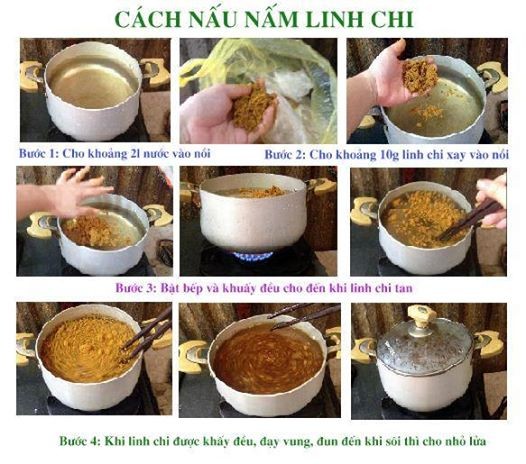 CÁCH NẤU NẤM LINH CHI
Bước 1: Cho khoảng 2l nước vào nồi
Bước 2: Cho khoảng 10g linh chi xay vào nồi
Bước 3: Bật bếp và khuấy đều cho đến khi linh chi tan
Bước 4: Khi linh chi được khấy đều, đạy vung, đun đến khi sôi thì cho nhỏ lửa